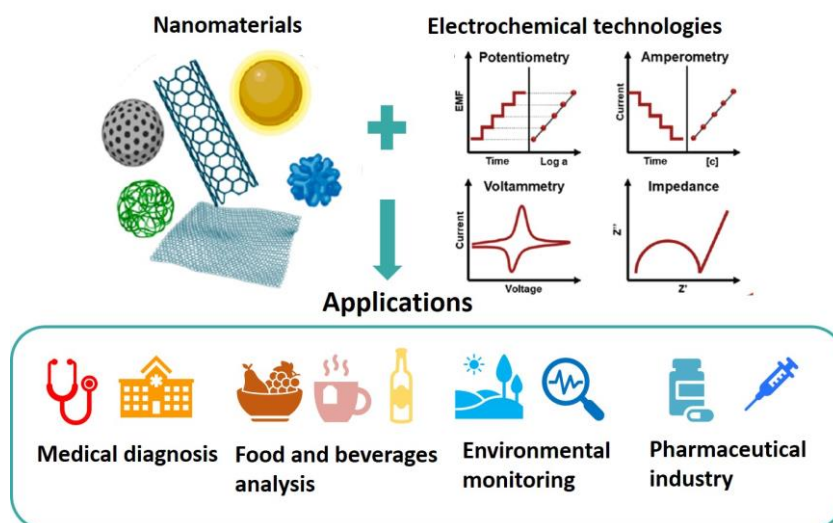 Nanomaterials
Electrochemical technologies
Potentiometry
EMF
Time
Log a
Amperometry
Current
Time
[c]
Voltammetry
Current
Voltage
Impedance
Z''
Z'
Applications
Medical diagnosis
Food and beverages
analysis
Environmental
monitoring
Pharmaceutical
industry